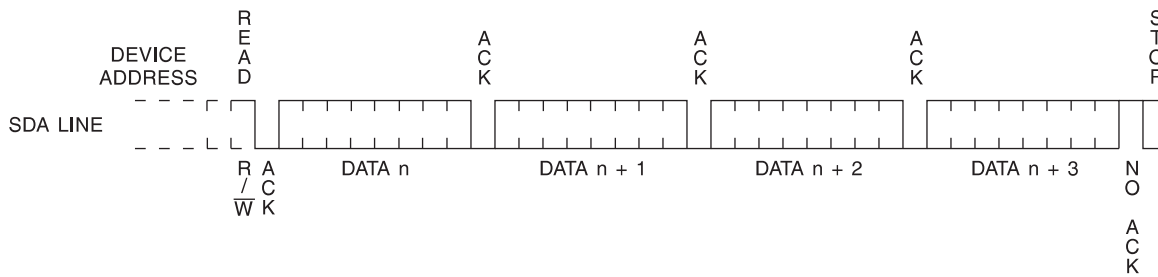 READ
DEVICE
ADDRESS
ACK
ACK
ACK
STOP
SDA LINE
R/W
ACK
DATA n
DATA n + 1
DATA n + 2
DATA n + 3
NO ACK